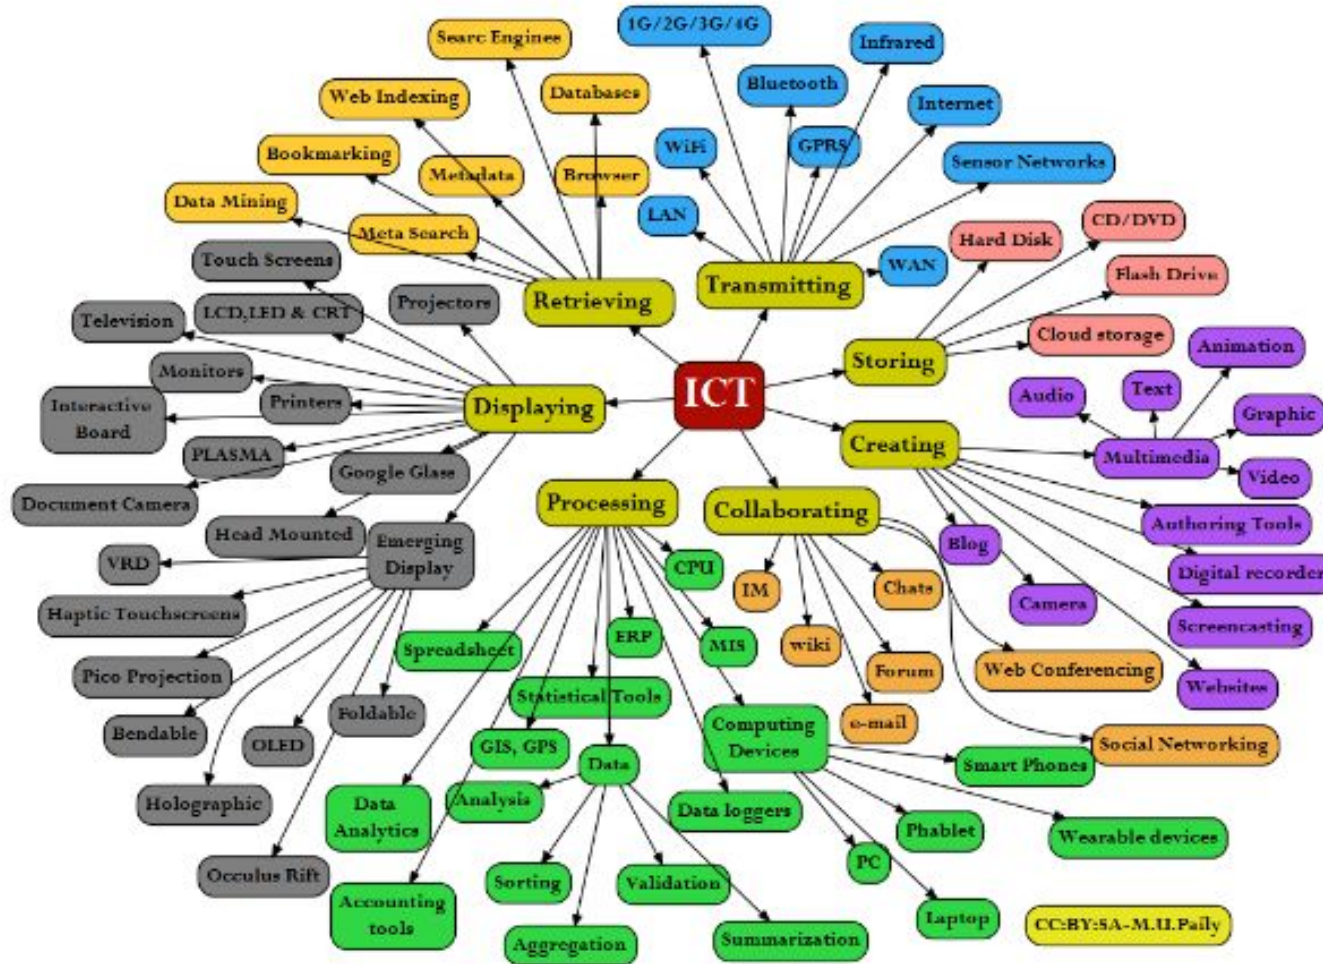 1G/2G/3G/4G
Searc Engines
Infrared
Bluetooth
Databases
Web Indexing
Internet
WiFi
GPRS
Bookmarking
Metadata
Browser
Sensor Networks
Data Mining
LAN
CD/DVD
Meta Search
Hard Disk
Touch Screens
WAN
Flash Drive
Transmitting
Retrieving
Projectors
LCD,LED & CRT
Television
Cloud storage
Animation
Storing
Monitors
ICT
Text
Audio
Printers
Interactive
Board
Displaying
Graphic
Creating
PLASMA
Multimedia
Google Glass
Video
Document Camera
Processing
Collaborating
Authoring Tools
Head Mounted
Emerging
Display
Blog
VRD
CPU
Digital recorder
IM
Chats
Camera
Haptic Touchscreens
Screencasting
ERP
MIS
wiki
Spreadsheet
Forum
Web Conferencing
Pico Projection
Websites
Statistical Tools
Foldable
e-mail
Computing
Devices
Bendable
OLED
GIS, GPS
Social Networking
Data
Smart Phones
Holographic
Analysis
Data
Analytics
Data loggers
Phablet
Wearable devices
PC
Occulus Rift
Sorting
Validation
Accounting
tools
Laptop
CC:BY:SA-M.U.Paily
Aggregation
Summarization